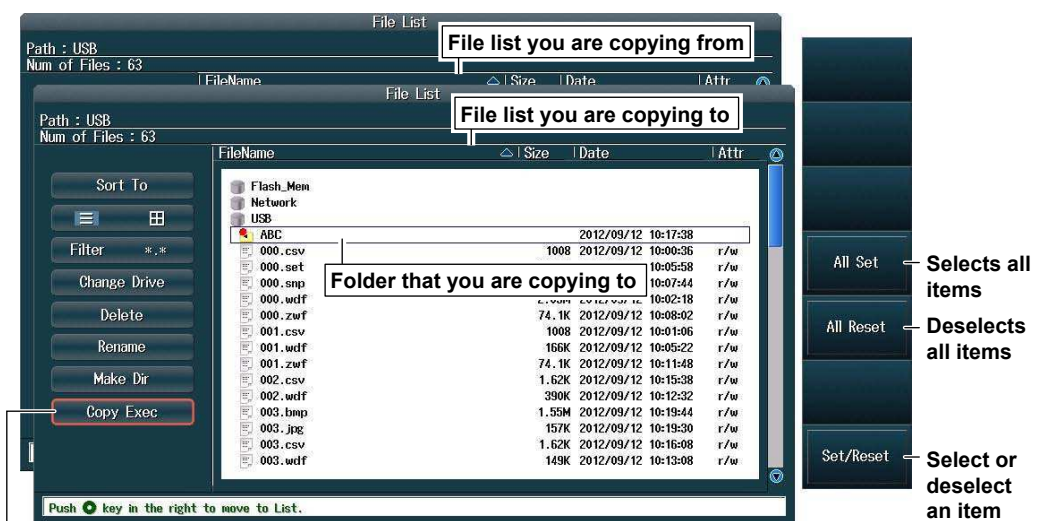 File List
File list you are copying from
Path : USB
Num of Files : 63
FileName Size Date Attr
File List
File list you are copying to
Path : USB
Num of Files : 63
FileName Size Date Attr
Sort To
Filter *.*
Change Drive
Delete
Rename
Make Dir
Copy Exec
Flash_Mem
Network
USB
ABC 2012/09/12 10:17:38
000.csv 1008 2012/09/12 10:00:36 r/w
000.set 10:05:58 r/w
Folder that you are copying to
000.snp 10:07:44 r/w
000.wdf 10:02:18 r/w
000.zwf 74.1K 2012/09/12 10:08:02 r/w
001.csv 1008 2012/09/12 10:01:06 r/w
001.wdf 166K 2012/09/12 10:05:22 r/w
001.zwf 74.1K 2012/09/12 10:11:48 r/w
002.csv 1.62K 2012/09/12 10:15:38 r/w
002.wdf 390K 2012/09/12 10:12:32 r/w
003.bmp 1.55M 2012/09/12 10:19:44 r/w
003.jpg 157K 2012/09/12 10:19:30 r/w
003.csv 1.62K 2012/09/12 10:16:08 r/w
003.wdf 149K 2012/09/12 10:13:08 r/w
Push key in the right to move to List.
All Set
Selects all
items
All Reset
Deselects
all items
Set/Reset
Select or
deselect
an item